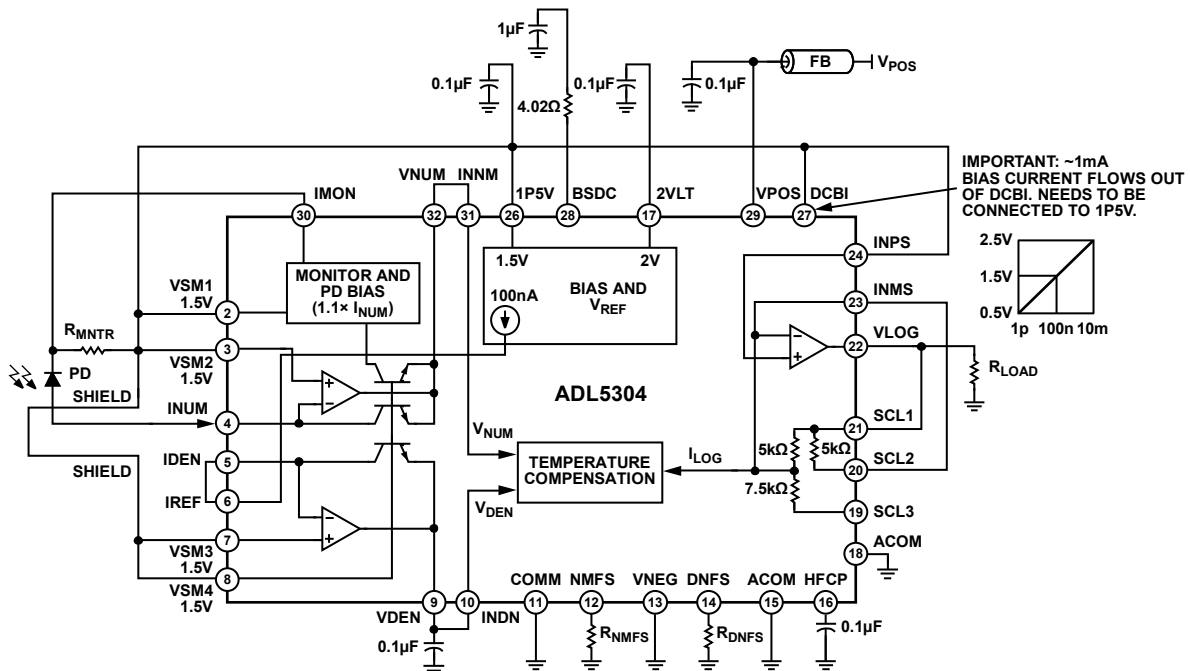 1µF
0.1µF
4.02Ω
0.1µF
0.1µF
FB
VPOS
IMPORTANT: ~1mA
BIAS CURRENT FLOWS OUT
OF DCBI. NEEDS TO BE
CONNECTED TO 1P5V.
IMON
VNUM
INNM
1P5V
BSDC
2VLT
VPOS
DCBI
30
32
31
26
28
17
29
27
MONITOR AND
PD BIAS
(1.1× INUM)
1.5V
2V
100nA
BIAS AND
VREF
VSM1
1.5V
2
RMNTR
3
VSM2
1.5V
PD
SHIELD
INUM
4
IDEN
5
SHIELD
IREF
6
7
VSM3
1.5V
8
VSM4
1.5V
+
−
−
+
ADL5304
VNUM
VDEN
TEMPERATURE
COMPENSATION
ILOG
−
+
5kΩ
5kΩ
7.5kΩ
INPS
24
INMS
23
VLOG
22
RLOAD
SCL1
21
SCL2
20
SCL3
19
ACOM
18
2.5V
1.5V
0.5V
1p 100n 10m
VDEN
9
10
INDN
COMM
11
NMFS
12
VNEG
13
DNFS
14
ACOM
15
HFCP
16
0.1µF
RNMFS
RDNFS
0.1µF